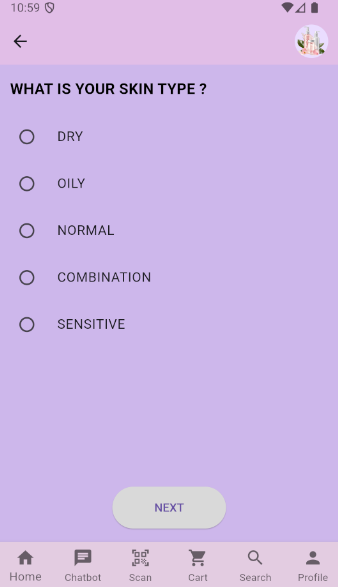 10:59
WHAT IS YOUR SKIN TYPE ?
DRY
OILY
NORMAL
COMBINATION
SENSITIVE
NEXT
Home Chatbot Scan Cart Search Profile